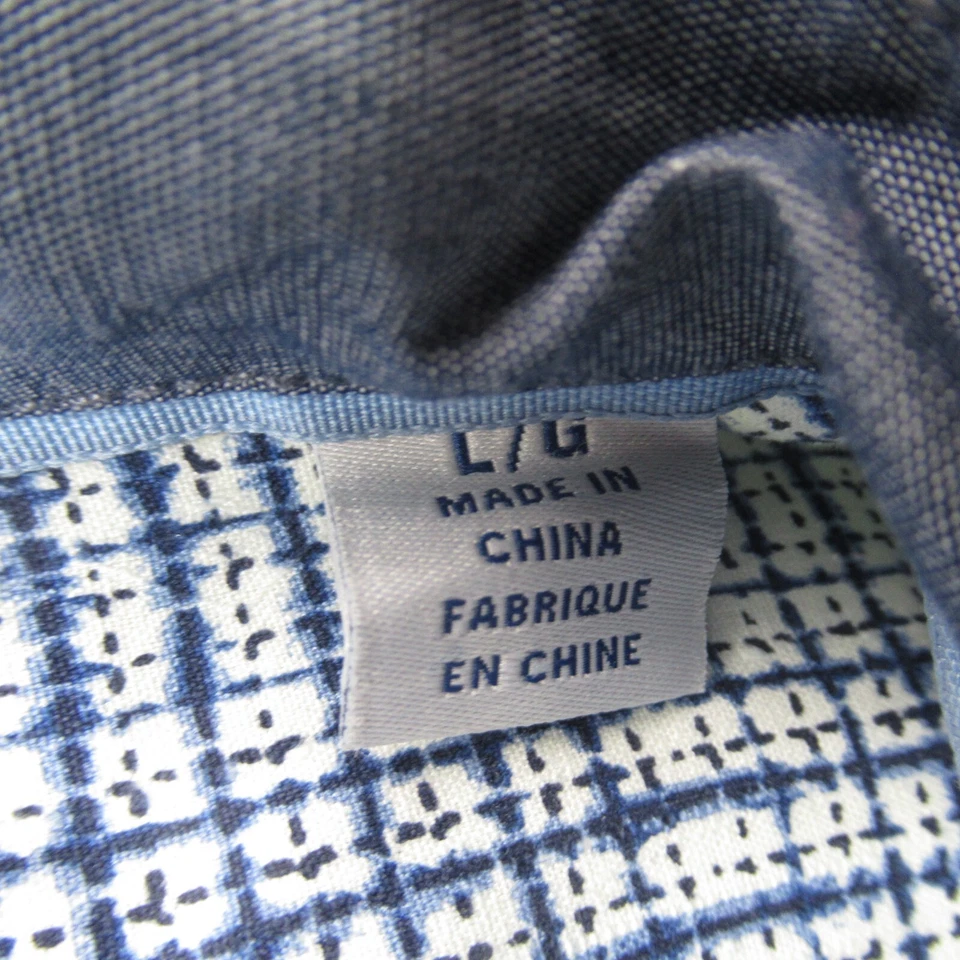 L/G
MADE IN
CHINA
FABRIQUE
EN CHINE